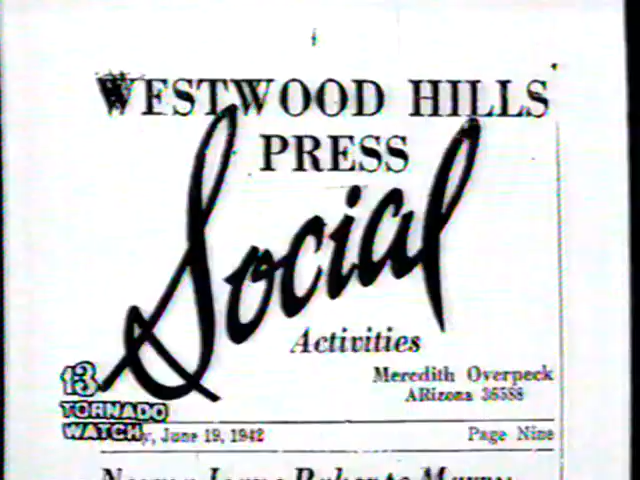 WESTWOOD HILLS
PRESS
Social
Activities
Meredith Overpeck
ARizona 36588
13
TORNADO
WATCH
y, June 19, 1942
Page Nine